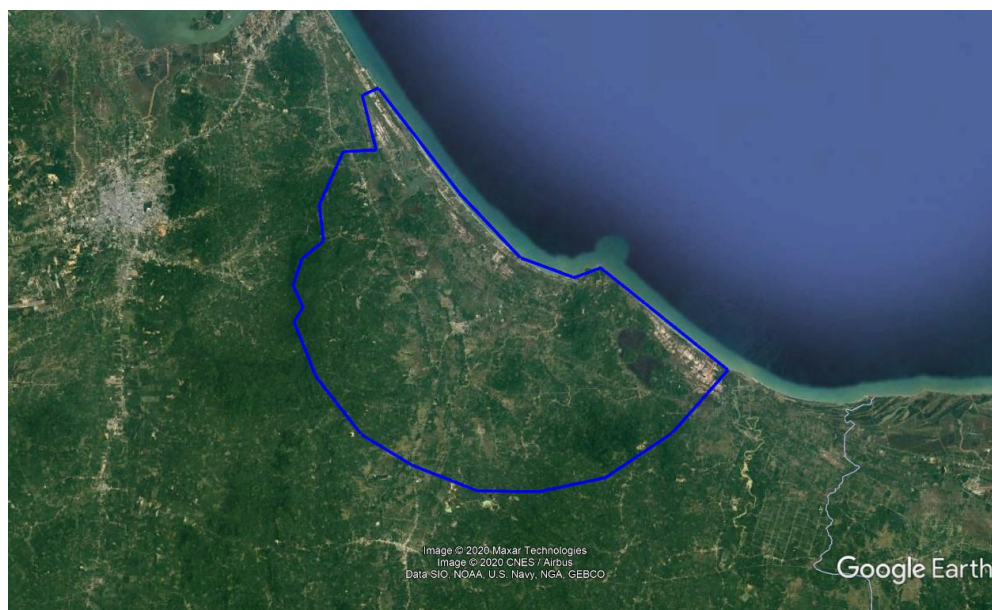 Image © 2020 Maxar Technologies
Image © 2020 CNES / Airbus
Data SIO, NOAA, U.S. Navy, NGA, GEBCO
Google Earth